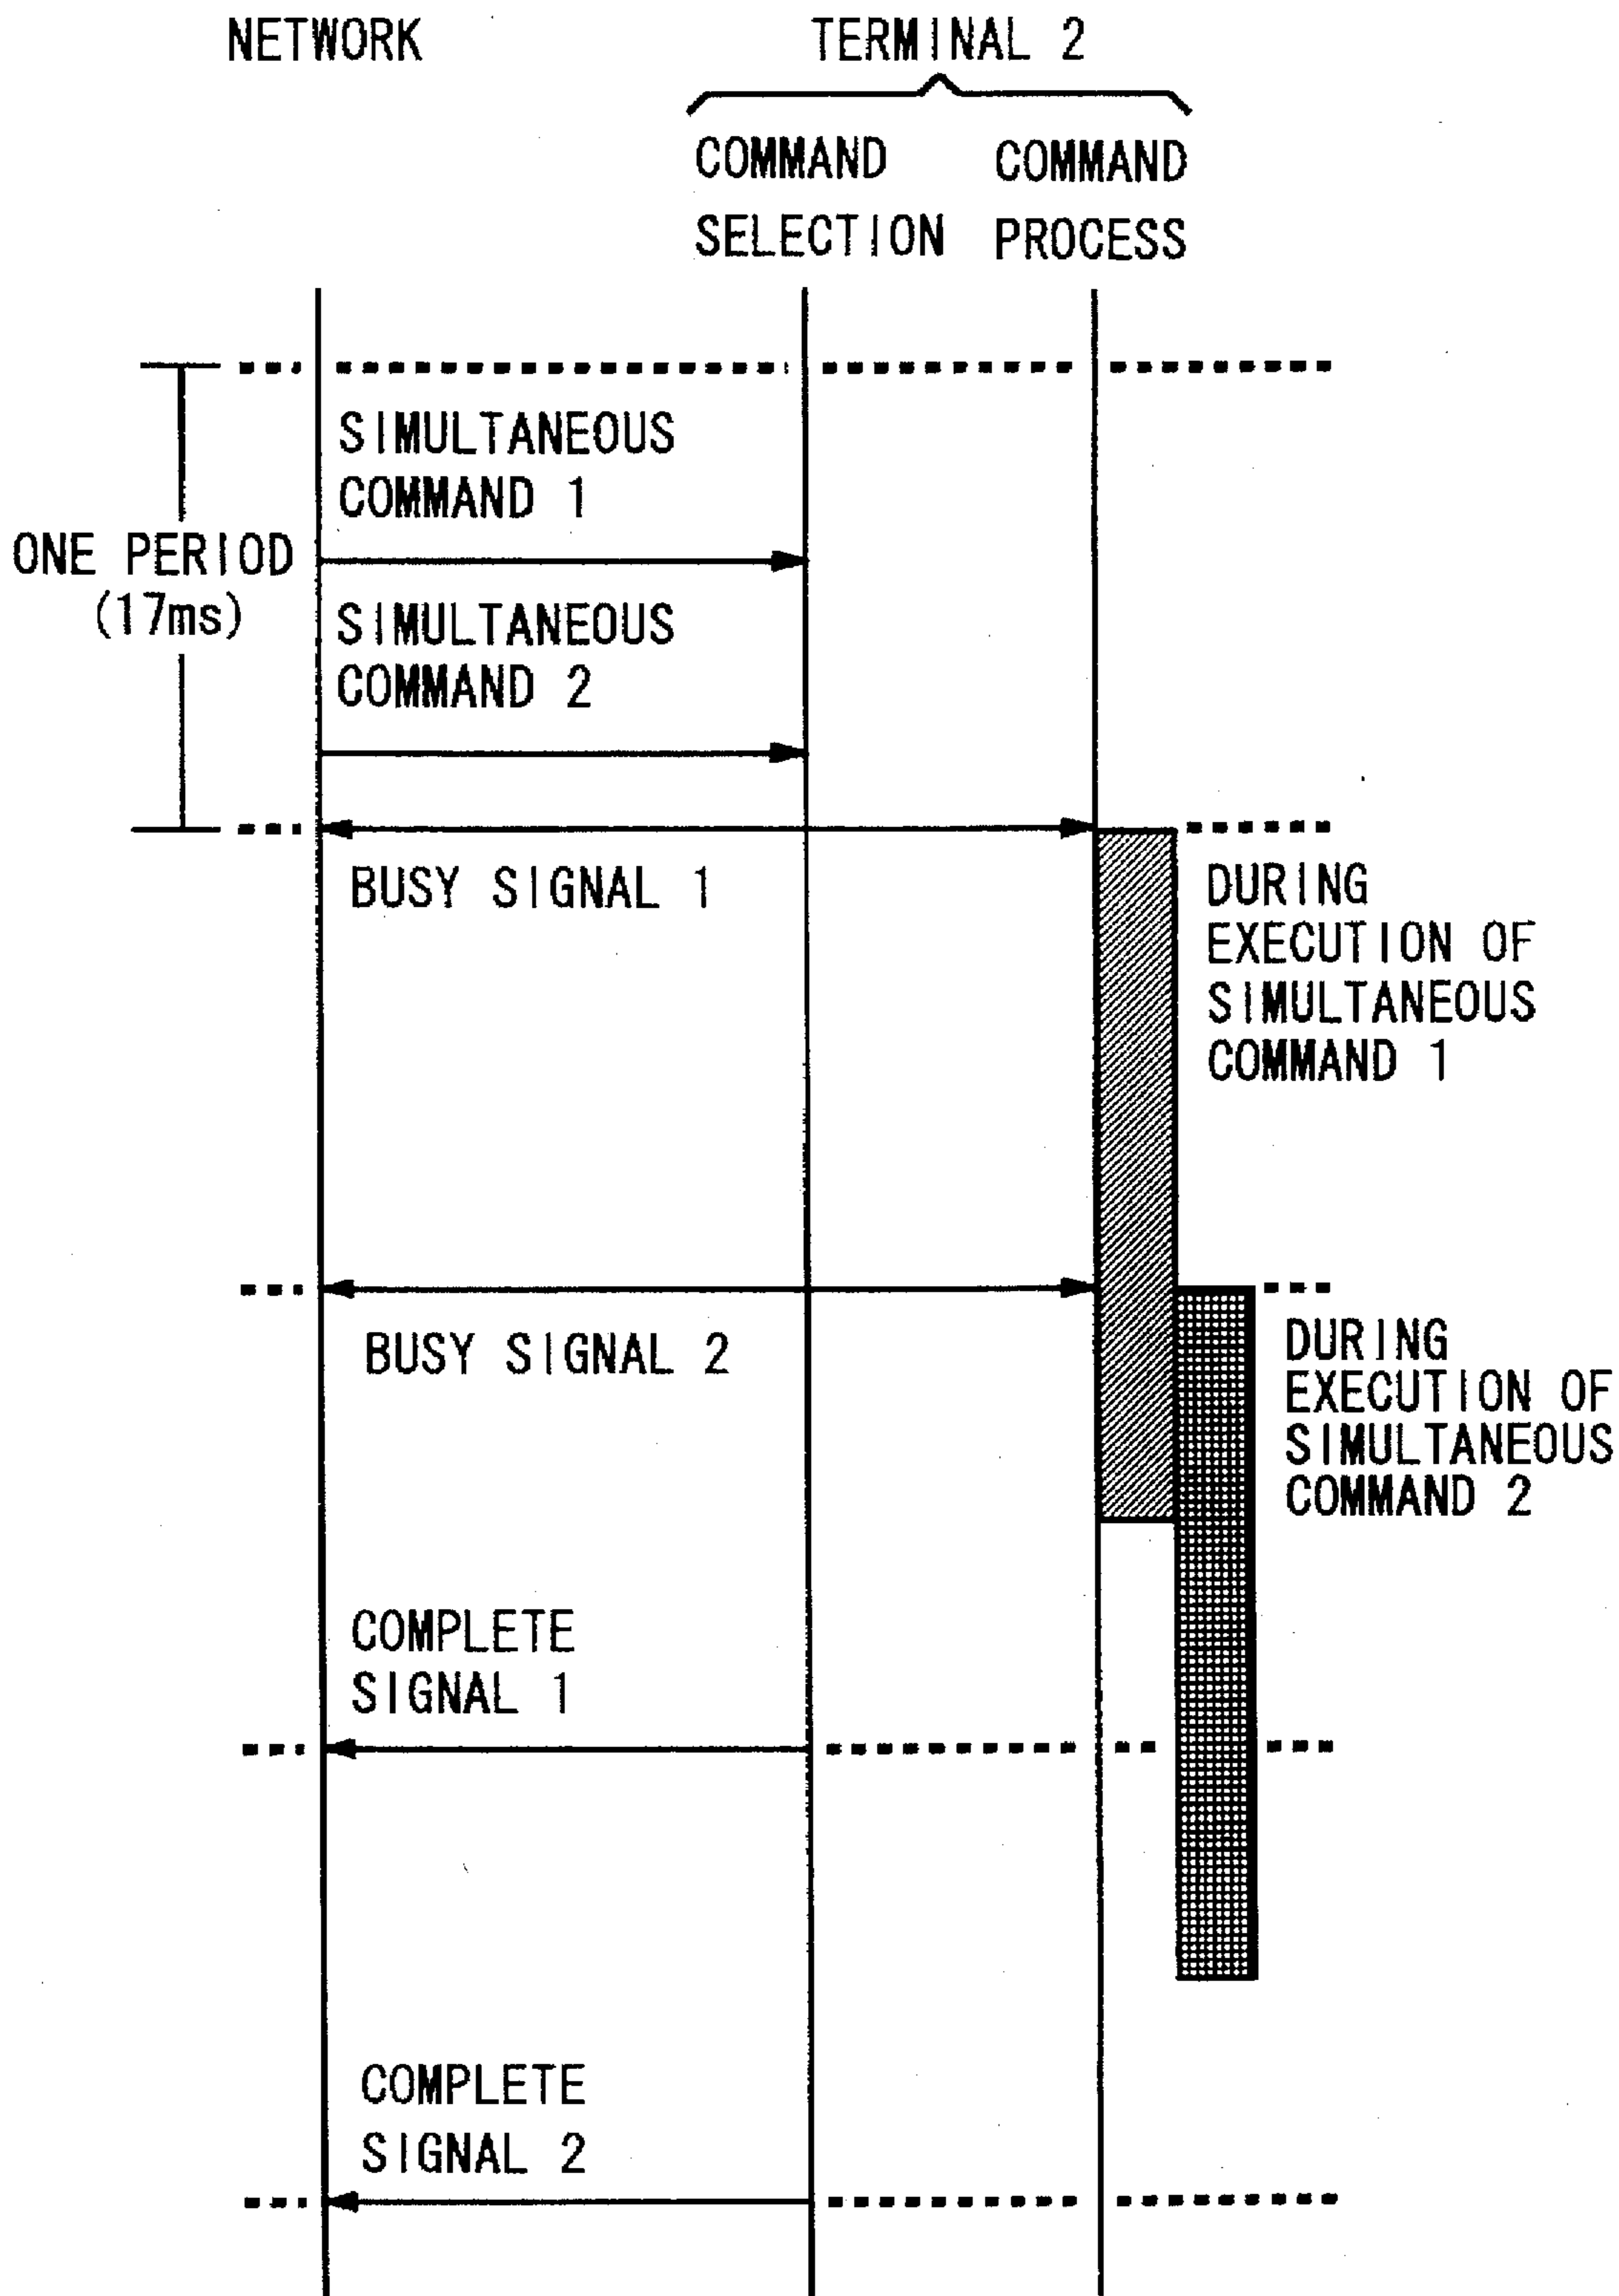 NETWORK
TERMINAL 2
COMMAND
SELECTION
COMMAND
PROCESS
SIMULTANEOUS
COMMAND 1
ONE PERIOD
(17ms)
SIMULTANEOUS
COMMAND 2
BUSY SIGNAL 1
DURING
EXECUTION OF
SIMULTANEOUS
COMMAND 1
BUSY SIGNAL 2
DURING
EXECUTION OF
SIMULTANEOUS
COMMAND 2
COMPLETE
SIGNAL 1
COMPLETE
SIGNAL 2